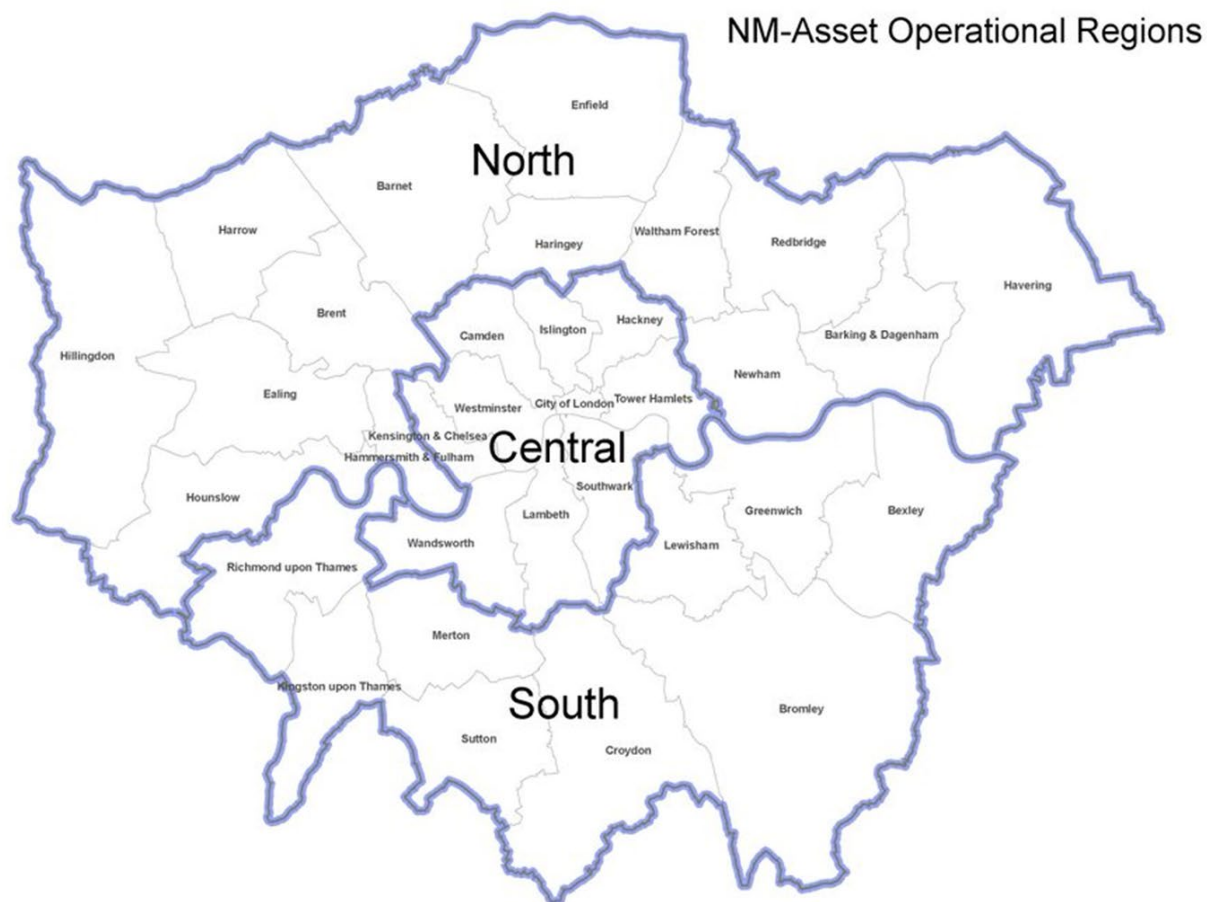 NM-Asset Operational Regions
Enfield
North
Barnet
Harrow
Haringey
Waltham Forest
Redbridge
Havering
Brent
Camden
Islington
Hackney
Barking & Dagenham
Hillingdon
Newham
Ealing
Westminster
City of London
Tower Hamlets
Kensington & Chelsea
Central
Hammersmith & Fulham
Southwark
Hounslow
Lambeth
Greenwich
Bexley
Wandsworth
Lewisham
Richmond upon Thames
Merton
Kingston upon Thames
South
Bromley
Sutton
Croydon